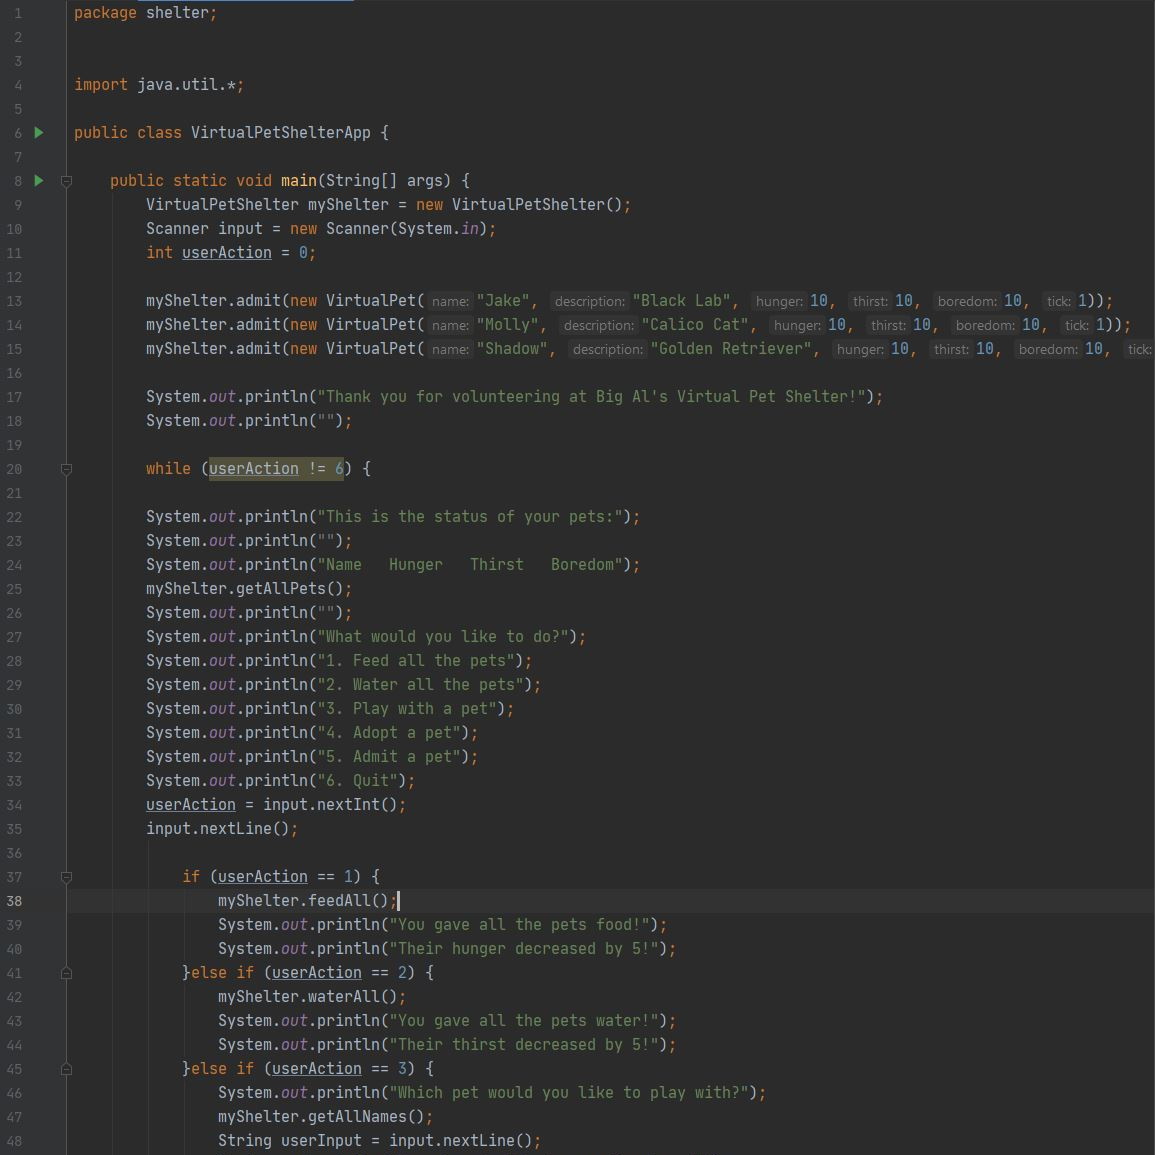 1 package shelter;
2
3
4 import java.util.*;
5
6 public class VirtualPetShelterApp {
7
8 public static void main(String[] args) {
9 VirtualPetShelter myShelter = new VirtualPetShelter();
10 Scanner input = new Scanner(System.in);
11 int userAction = 0;
12
13 myShelter.admit(new VirtualPet( name: "Jake", description: "Black Lab", hunger: 10, thirst: 10, boredom: 10, tick: 1));
14 myShelter.admit(new VirtualPet( name: "Molly", description: "Calico Cat", hunger: 10, thirst: 10, boredom: 10, tick: 1));
15 myShelter.admit(new VirtualPet( name: "Shadow", description: "Golden Retriever", hunger: 10, thirst: 10, boredom: 10, tick:
16
17 System.out.println("Thank you for volunteering at Big Al's Virtual Pet Shelter!");
18 System.out.println("");
19
20 while (userAction != 6) {
21
22 System.out.println("This is the status of your pets:");
23 System.out.println("");
24 System.out.println("Name   Hunger   Thirst   Boredom");
25 myShelter.getAllPets();
26 System.out.println("");
27 System.out.println("What would you like to do?");
28 System.out.println("1. Feed all the pets");
29 System.out.println("2. Water all the pets");
30 System.out.println("3. Play with a pet");
31 System.out.println("4. Adopt a pet");
32 System.out.println("5. Admit a pet");
33 System.out.println("6. Quit");
34 userAction = input.nextInt();
35 input.nextLine();
36
37 if (userAction == 1) {
38 myShelter.feedAll();
39 System.out.println("You gave all the pets food!");
40 System.out.println("Their hunger decreased by 5!");
41 }else if (userAction == 2) {
42 myShelter.waterAll();
43 System.out.println("You gave all the pets water!");
44 System.out.println("Their thirst decreased by 5!");
45 }else if (userAction == 3) {
46 System.out.println("Which pet would you like to play with?");
47 myShelter.getAllNames();
48 String userInput = input.nextLine();